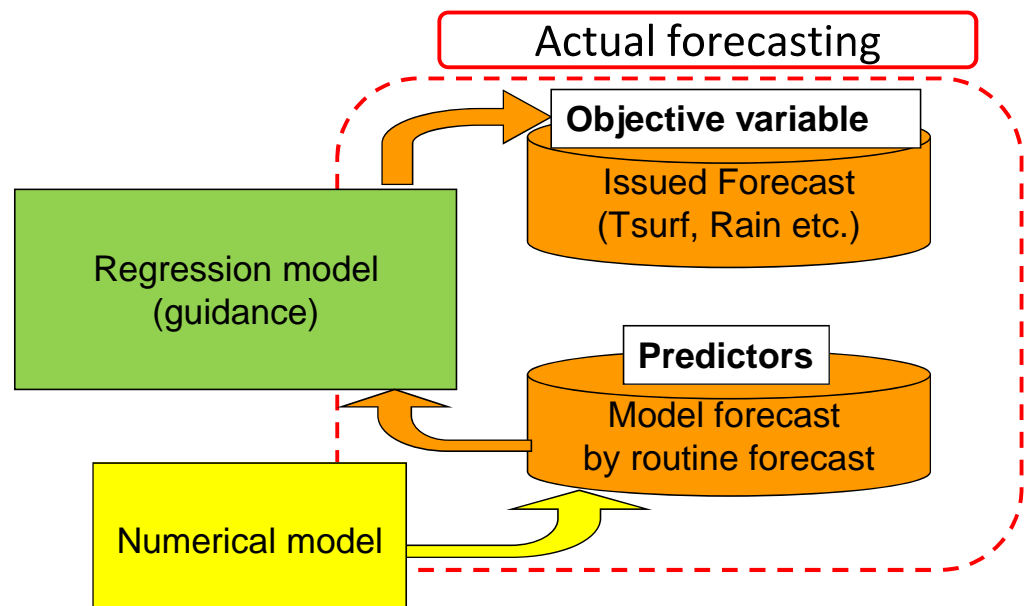 Actual forecasting
Objective variable
Issued Forecast
(Tsurf, Rain etc.)
Regression model
(guidance)
Predictors
Model forecast
by routine forecast
Numerical model